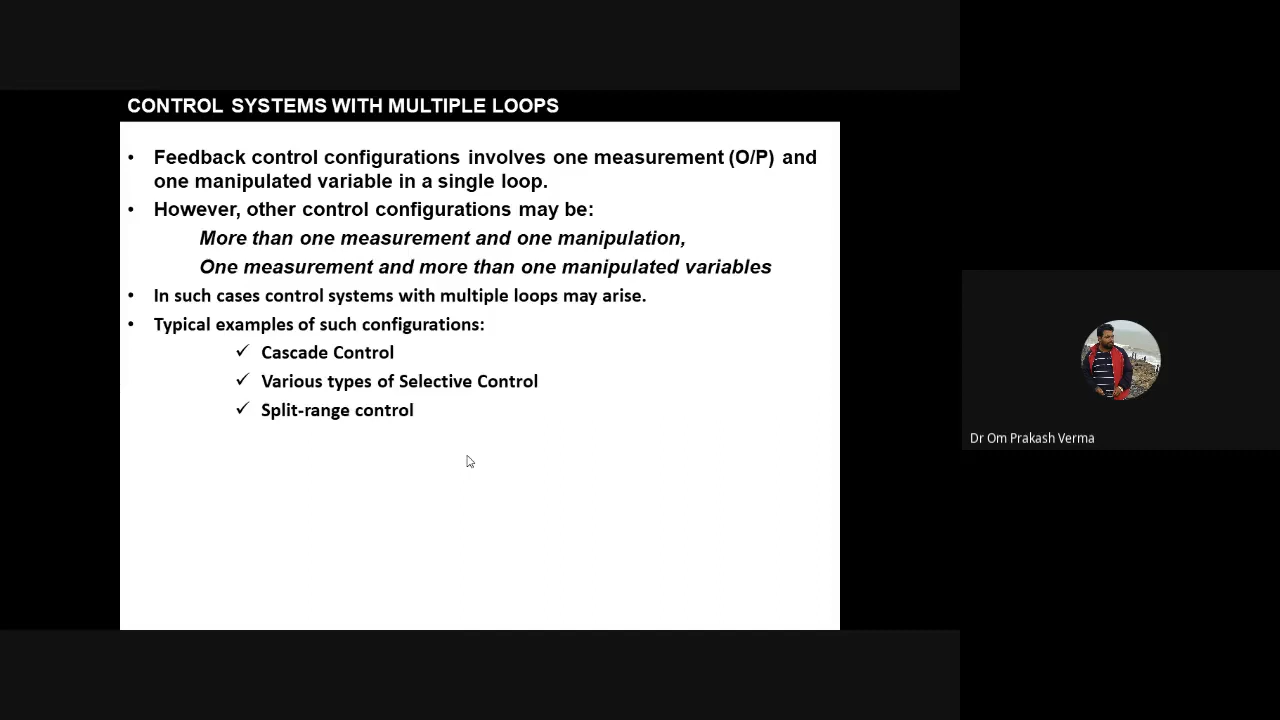 CONTROL SYSTEMS WITH MULTIPLE LOOPS
• Feedback control configurations involves one measurement (O/P) and
one manipulated variable in a single loop.
• However, other control configurations may be:
More than one measurement and one manipulation,
One measurement and more than one manipulated variables
• In such cases control systems with multiple loops may arise.
• Typical examples of such configurations:
✓ Cascade Control
✓ Various types of Selective Control
✓ Split-range control
Dr Om Prakash Verma